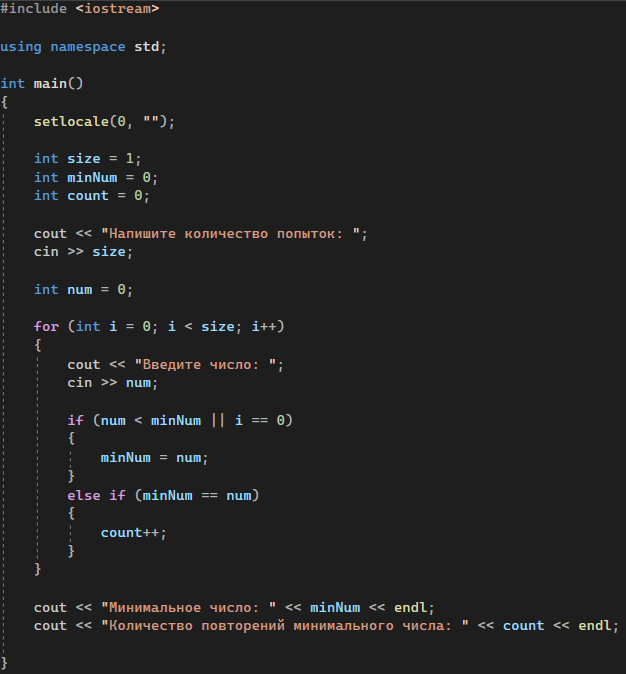 #include <iostream>
using namespace std;
int main()
{
setlocale(0, "");
int size = 1;
int minNum = 0;
int count = 0;
cout << "Напишите количество попыток: ";
cin >> size;
int num = 0;
for (int i = 0; i < size; i++)
{
cout << "Введите число: ";
cin >> num;
if (num < minNum || i == 0)
{
minNum = num;
}
else if (minNum == num)
{
count++;
}
}
cout << "Минимальное число: " << minNum << endl;
cout << "Количество повторений минимального числа: " << count << endl;
}